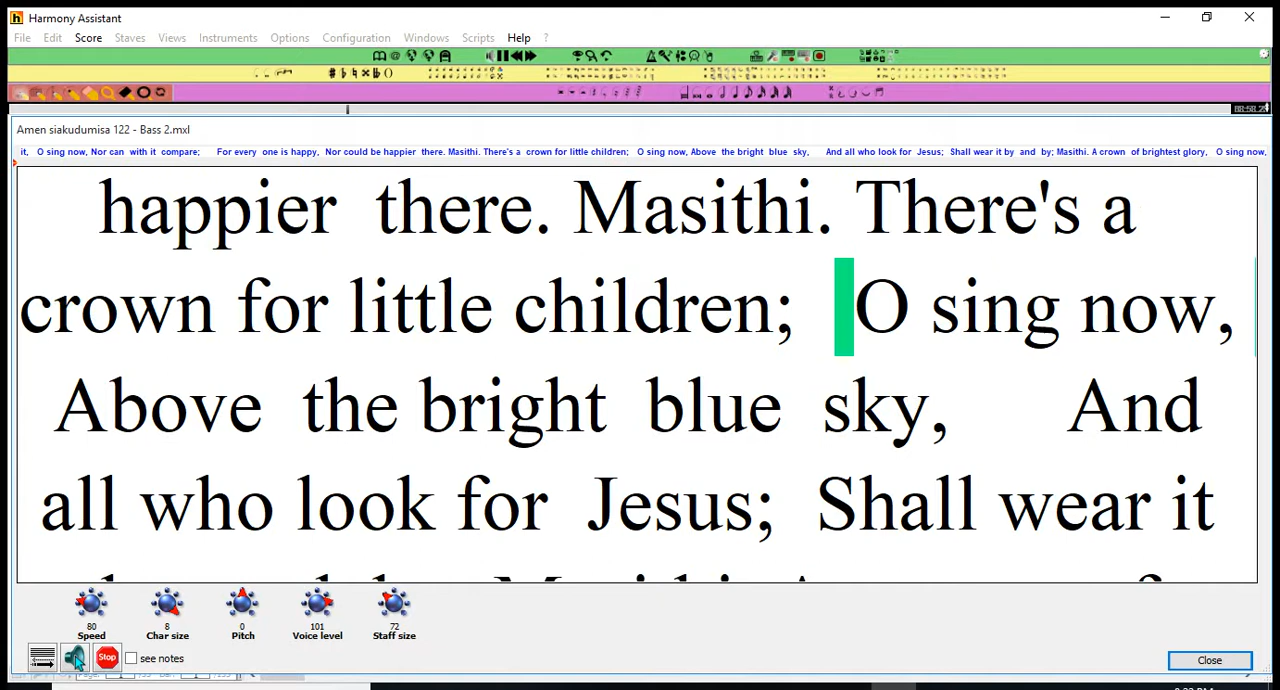 Harmony Assistant
File Edit Score Staves Views Instruments Options Configuration Windows Scripts Help ?
Amen siakudumisa 122 - Bass 2.mxl
it, O sing now, Nor can with it compare; For every one is happy, Nor could be happier there. Masithi. There's a crown for little children; O sing now, Above the bright blue sky, And all who look for Jesus; Shall wear it by and by; Masithi. A crown of brightest glory, O sing now,
happier there. Masithi. There's a
crown for little children; O sing now,
Above the bright blue sky, And
all who look for Jesus; Shall wear it
80 8 0 101 72
Speed Char size Pitch Voice level Staff size
Stop see notes
Close